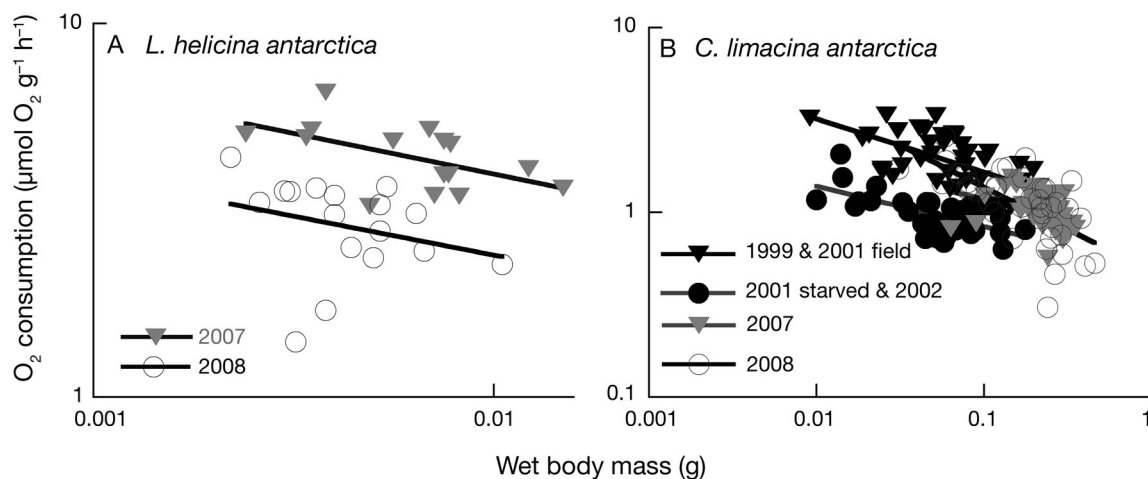 A L. helicina antarctica
B C. limacina antarctica
O₂ consumption (µmol O₂ g⁻¹ h⁻¹)
10
1
0.001
0.01
2007
2008
10
1
0.1
0.001
0.01
0.1
1
1999 & 2001 field
2001 starved & 2002
2007
2008
Wet body mass (g)